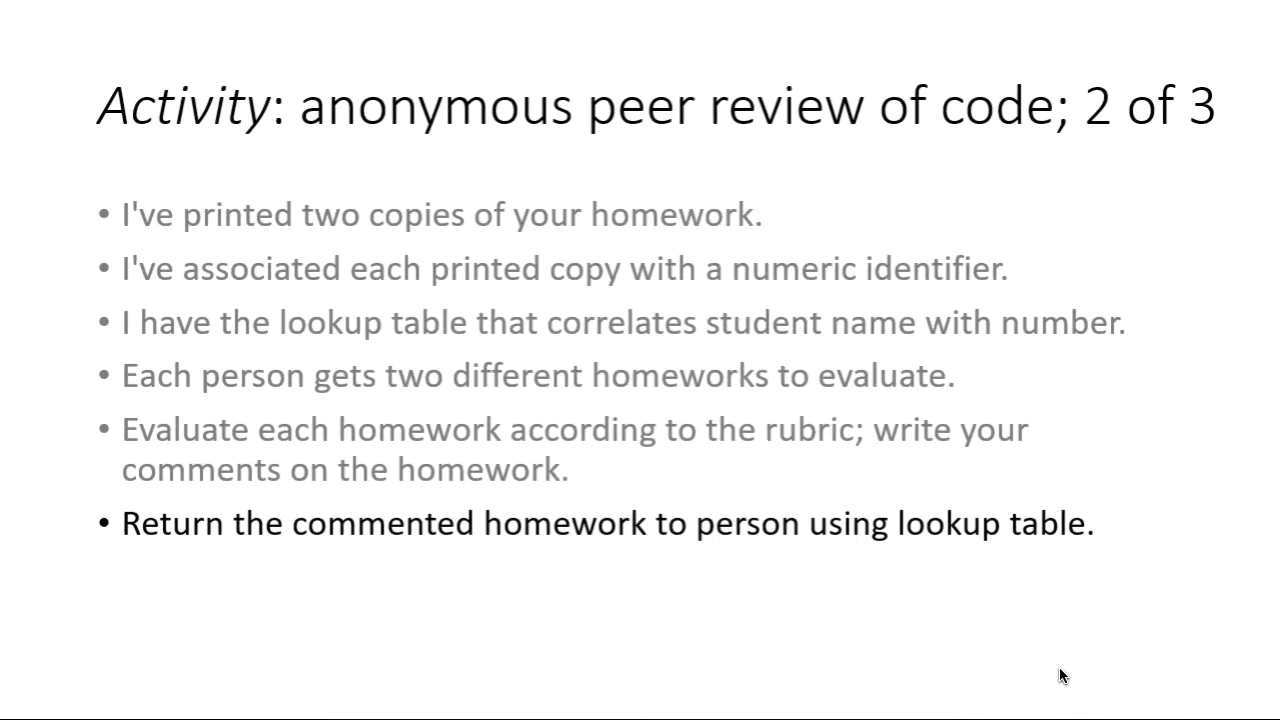 Activity: anonymous peer review of code; 2 of 3
• I've printed two copies of your homework.
• I've associated each printed copy with a numeric identifier.
• I have the lookup table that correlates student name with number.
• Each person gets two different homeworks to evaluate.
• Evaluate each homework according to the rubric; write your
comments on the homework.
• Return the commented homework to person using lookup table.